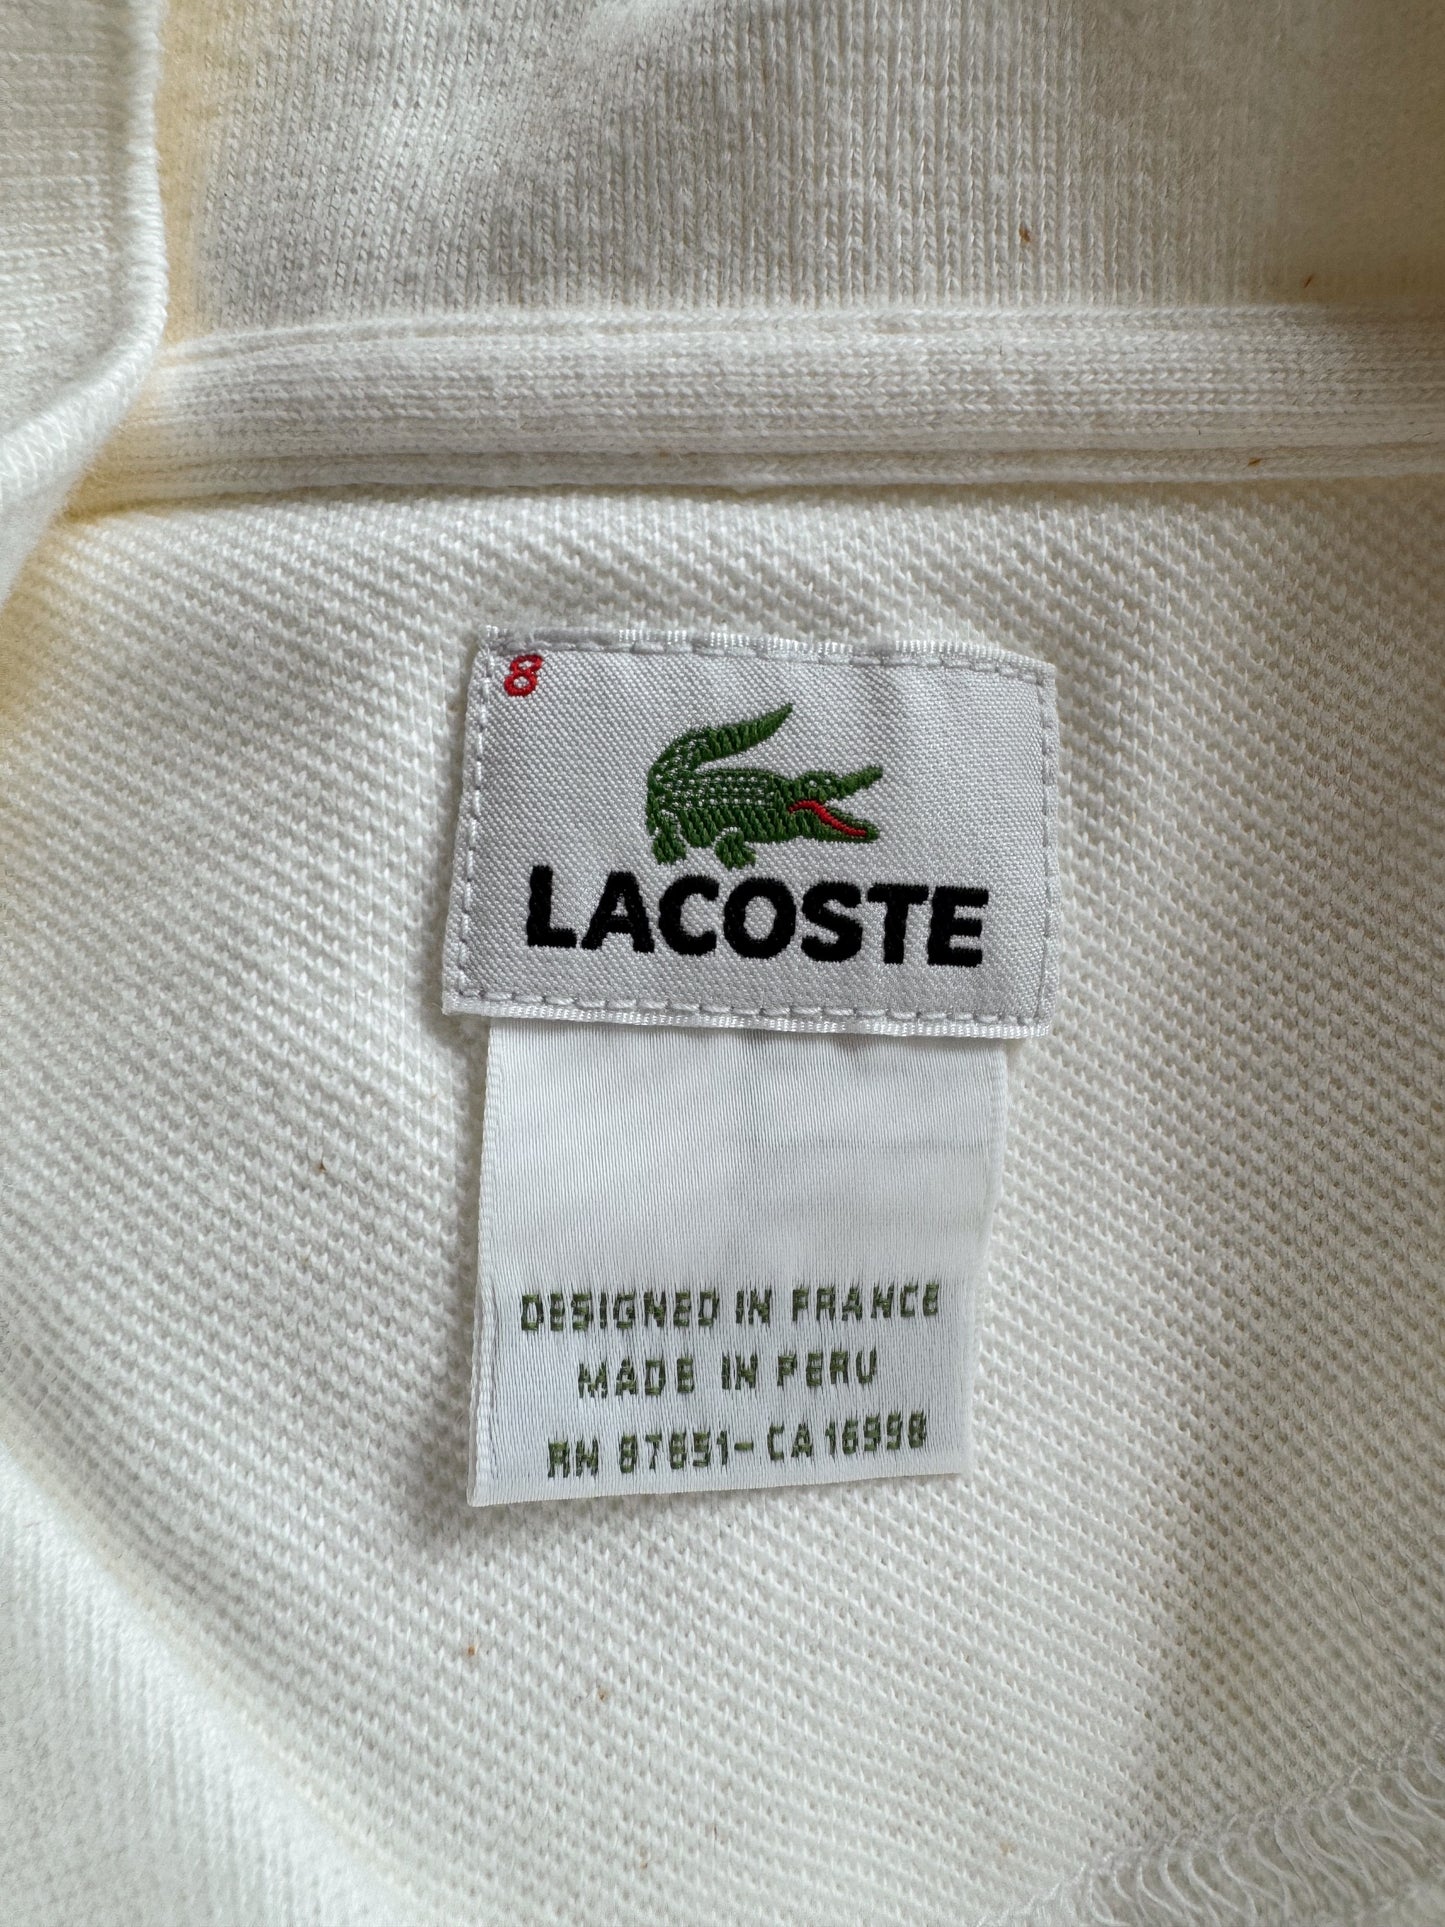 8
LACOSTE
DESIGNED IN FRANCE
MADE IN PERU
RN 87651-CA 16998